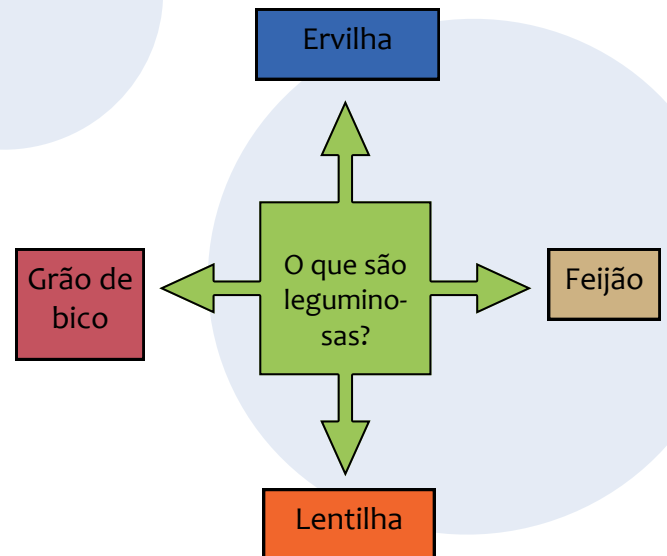 Ervilha
Grão de
bico
O que são
legumino-
sas?
Feijão
Lentilha